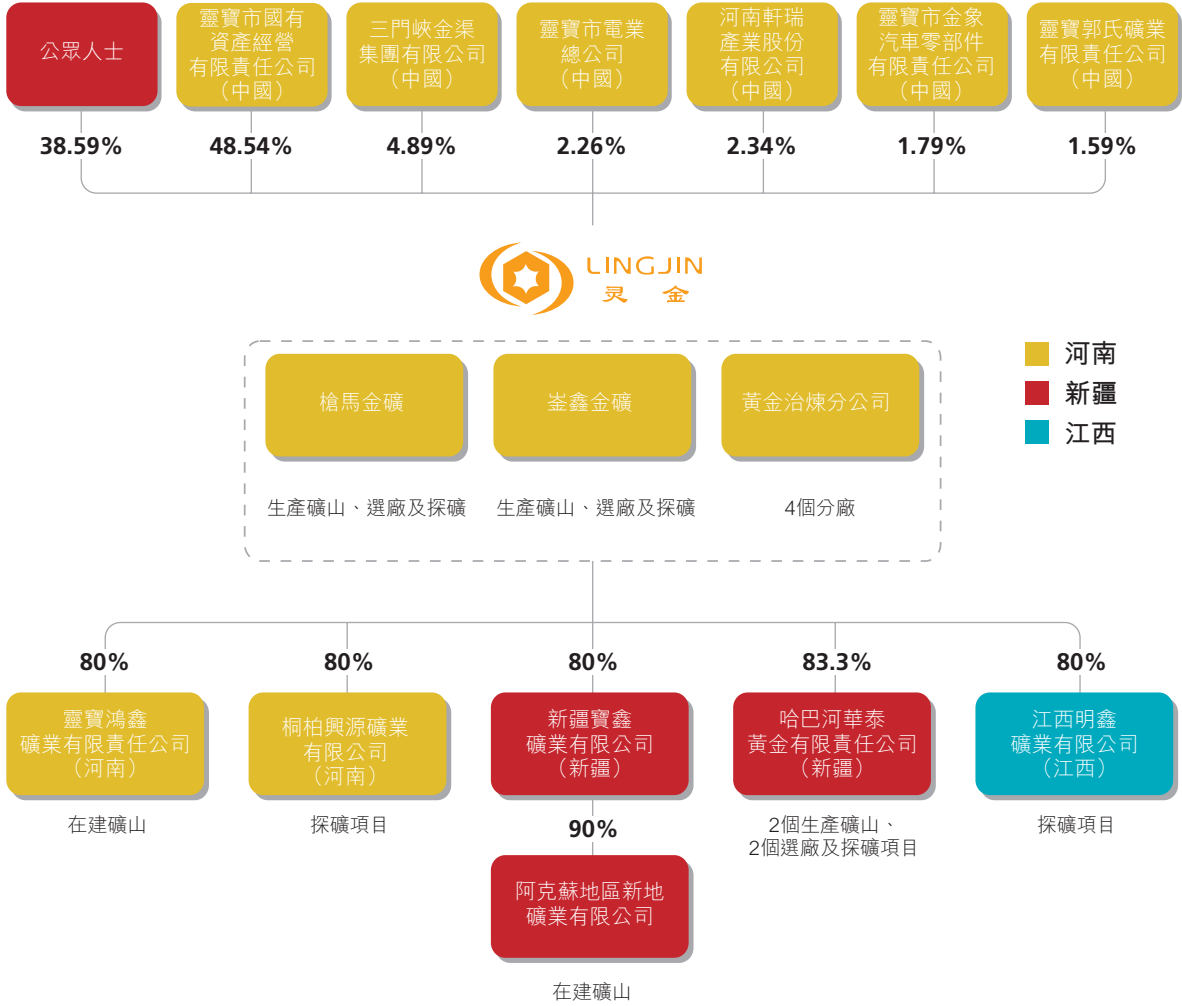 公眾人士
靈寶市國有
資產經營
有限責任公司
（中國）
三門峽金渠
集團有限公司
（中國）
靈寶市電業
總公司
（中國）
河南軒瑞
產業股份
有限公司
（中國）
靈寶市金象
汽車零部件
有限責任公司
（中國）
靈寶郭氏礦業
有限責任公司
（中國）
38.59%
48.54%
4.89%
2.26%
2.34%
1.79%
1.59%
LINGJIN
灵金
河南
新疆
江西
槍馬金礦
崟鑫金礦
黃金冶煉分公司
生產礦山、選廠及探礦
生產礦山、選廠及探礦
4個分廠
80%
80%
80%
83.3%
80%
靈寶鴻鑫
礦業有限責任公司
（河南）
桐柏興源礦業
有限公司
（河南）
新疆寶鑫
礦業有限公司
（新疆）
哈巴河華泰
黃金有限責任公司
（新疆）
江西明鑫
礦業有限公司
（江西）
在建礦山
探礦項目
90%
2個生產礦山、
2個選廠及探礦項目
探礦項目
阿克蘇地區新地
礦業有限公司
在建礦山